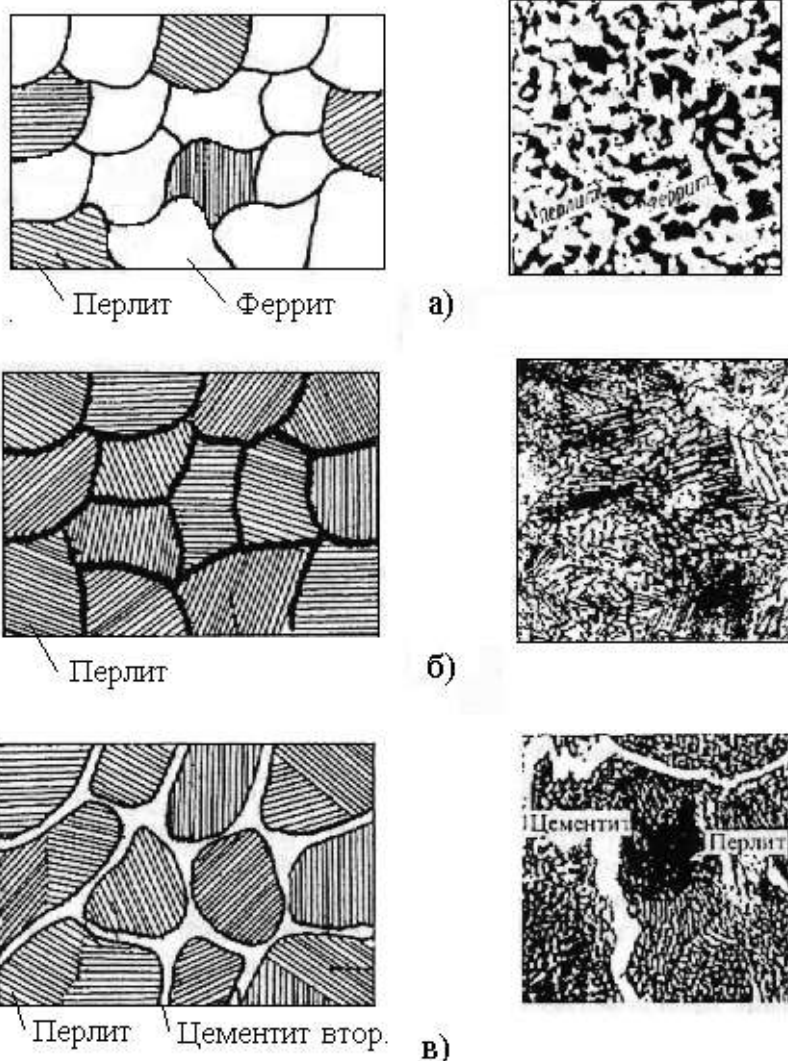 Перлит
феррит
Перлит Феррит а)
Перлит б)
Цементит
Перлит
Перлит Цементит втор. в)